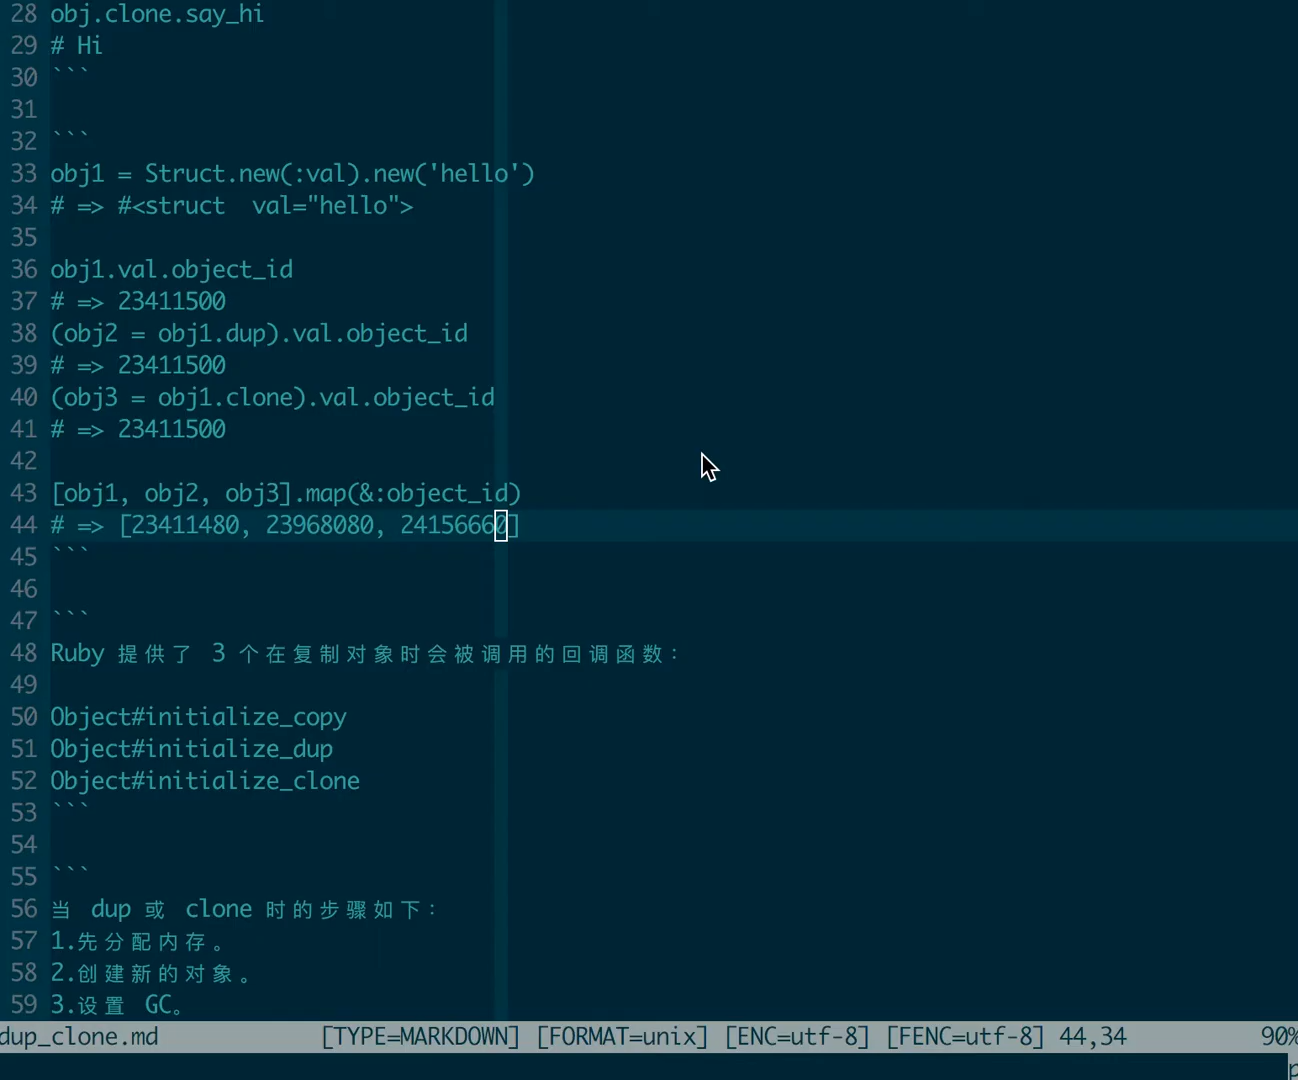 28 obj.clone.say_hi
29 # Hi
30 ```
31
32 ```
33 obj1 = Struct.new(:val).new('hello')
34 # => #<struct  val="hello">
35
36 obj1.val.object_id
37 # => 23411500
38 (obj2 = obj1.dup).val.object_id
39 # => 23411500
40 (obj3 = obj1.clone).val.object_id
41 # => 23411500
42
43 [obj1, obj2, obj3].map(&:object_id)
44 # => [23411480, 23968080, 24156660]
45 ```
46
47 ```
48 Ruby 提供了 3 个在复制对象时会被调用的回调函数：
49
50 Object#initialize_copy
51 Object#initialize_dup
52 Object#initialize_clone
53 ```
54
55 ```
56 当 dup 或 clone 时的步骤如下：
57 1.先分配内存。
58 2.创建新的对象。
59 3.设置 GC。
dup_clone.md [TYPE=MARKDOWN] [FORMAT=unix] [ENC=utf-8] [FENC=utf-8] 44,34 90%